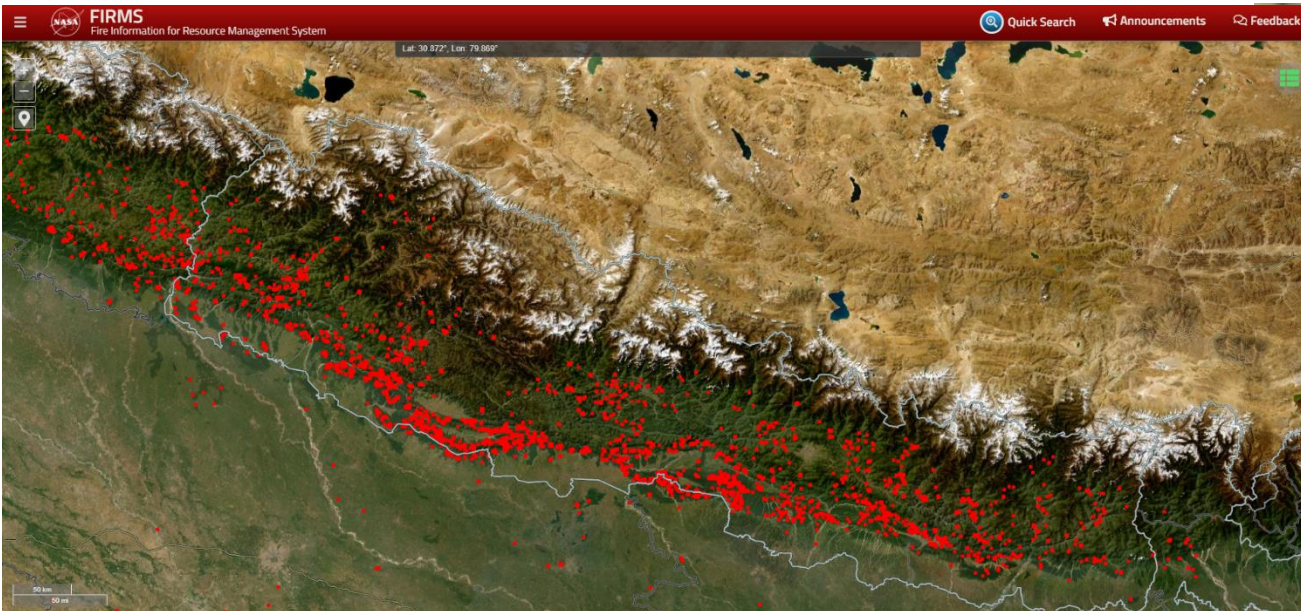 NASA
FIRMS
Fire Information for Resource Management System
Quick Search
Announcements
Feedback
Lat: 30.872°, Lon: 79.869°
50 km
50 mi